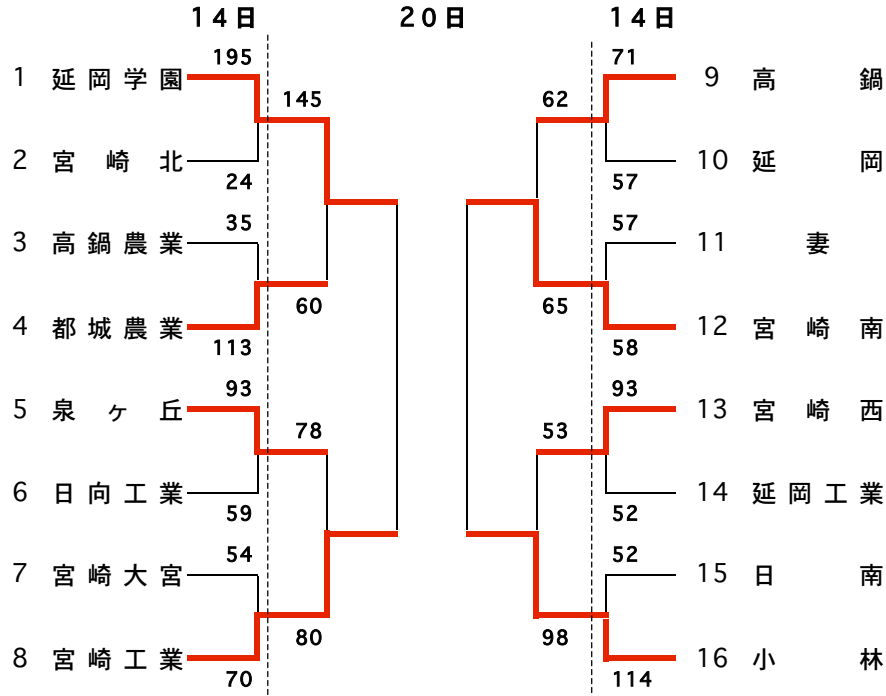 14日 20日 14日
195 71
1 延岡学園 9 高鍋
145 62
2 宮崎北 10 延岡
24 57
35 57
3 高鍋農業 11 妻
60 65
4 都城農業 12 宮崎南
113 58
93 93
5 泉ヶ丘 13 宮崎西
78 53
6 日向工業 14 延岡工業
59 52
54 52
7 宮崎大宮 15 日南
80 98
8 宮崎工業 16 小林
70 114